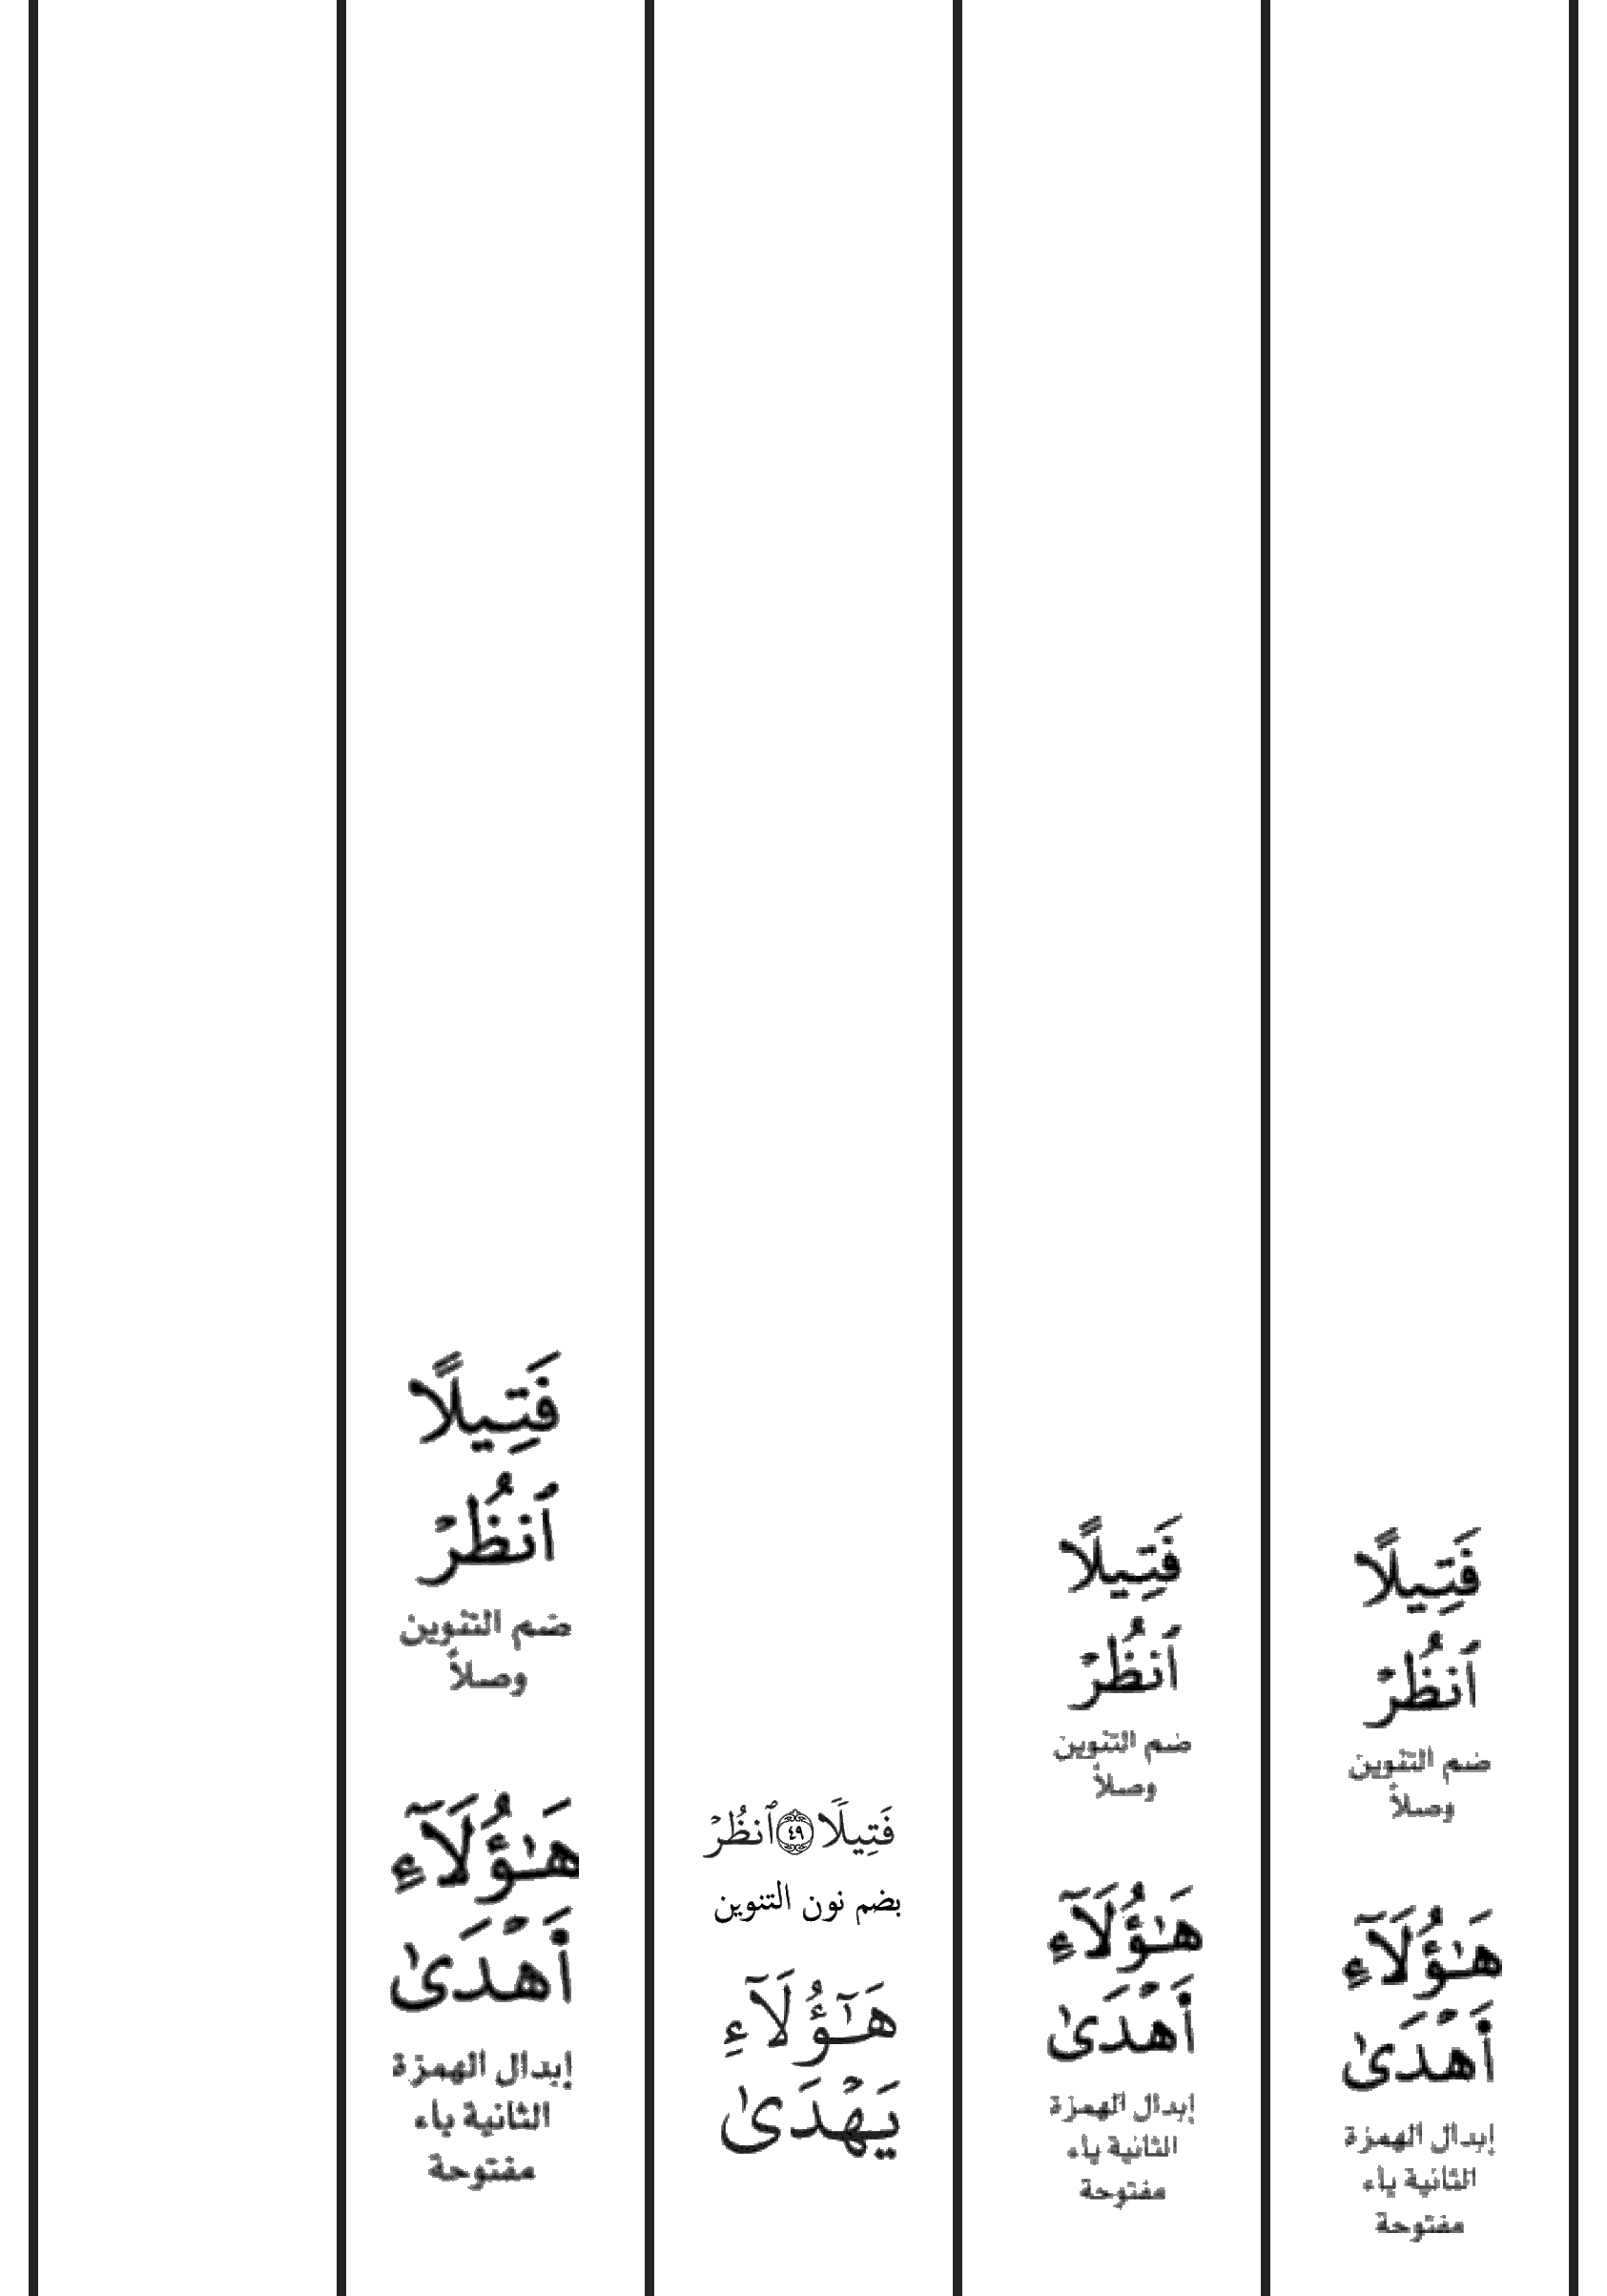 فَتِيلًا
ٱنظُرۡ
ضم التنوين
وصلاً
هَٰٓؤُلَآءِ
أَهۡدَىٰ
إبدال الهمزة
الثانية ياء
مفتوحة
فَتِيلًا
ٱنظُرۡ
ضم التنوين
وصلاً
هَٰٓؤُلَآءِ
أَهۡدَىٰ
إبدال الهمزة
الثانية ياء
مفتوحة
فَتِيلَا ٤٩ ٱنظُرۡ
بضم نون التنوين
هَٰٓؤُلَآءِ
يَهۡدَىٰ
فَتِيلًا
ٱنظُرۡ
ضم التنوين
وصلاً
هَٰٓؤُلَآءِ
أَهۡدَىٰ
إبدال الهمزة
الثانية ياء
مفتوحة